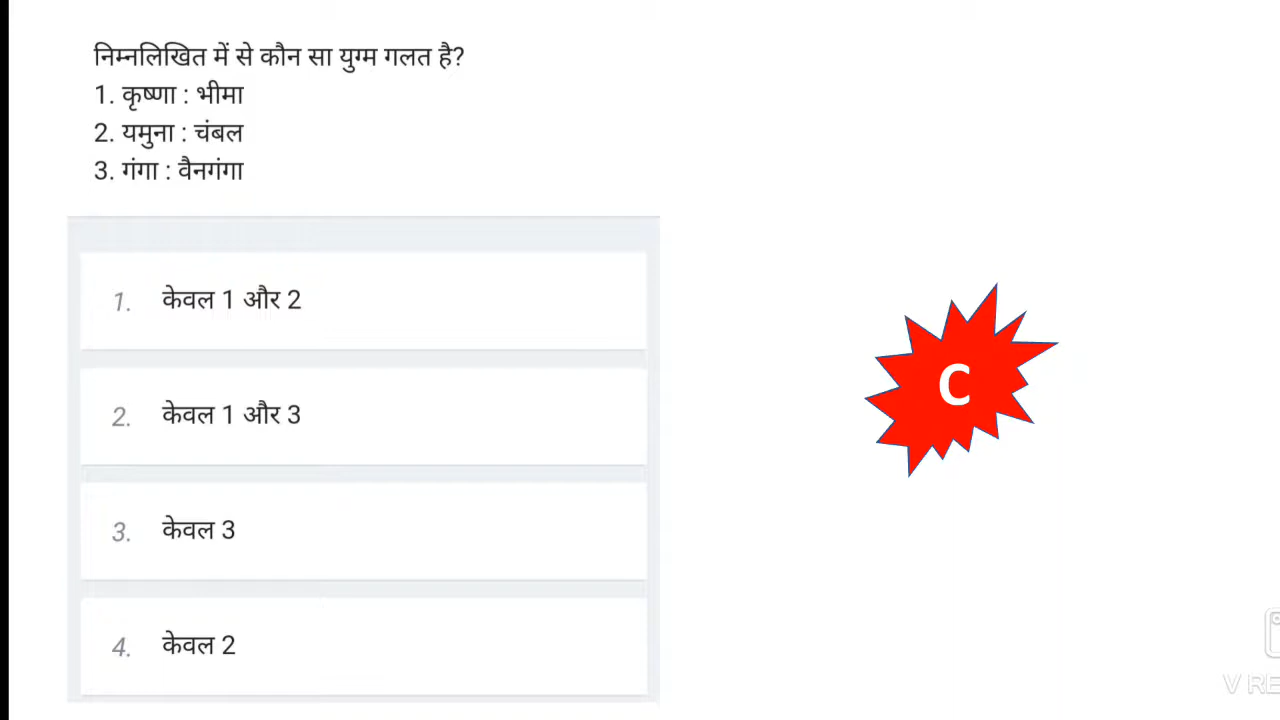 निम्नलिखित में से कौन सा युग्म गलत है?
1. कृष्णा : भीमा
2. यमुना : चंबल
3. गंगा : वैनगंगा
1. केवल 1 और 2
2. केवल 1 और 3
3. केवल 3
4. केवल 2
C
V RE